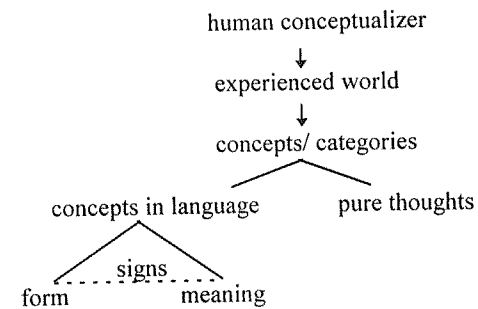 human conceptualizer
experienced world
concepts/ categories
concepts in language
pure thoughts
signs
form
meaning